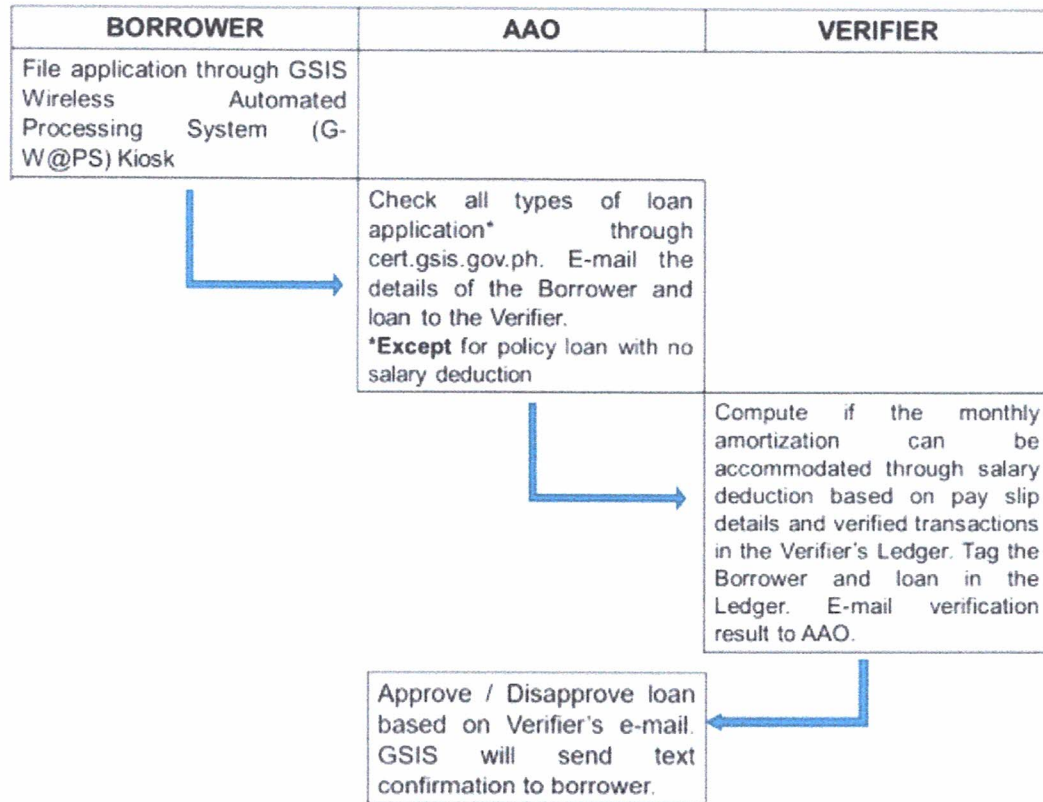 BORROWER AAO VERIFIER
File application through GSIS
Wireless Automated
Processing System (G-
W@PS) Kiosk
Check all types of loan
application* through
cert.gsis.gov.ph. E-mail the
details of the Borrower and
loan to the Verifier.
*Except for policy loan with no
salary deduction
Compute if the monthly
amortization can be
accommodated through salary
deduction based on pay slip
details and verified transactions
in the Verifier's Ledger. Tag the
Borrower and loan in the
Ledger. E-mail verification
result to AAO.
Approve / Disapprove loan
based on Verifier's e-mail.
GSIS will send text
confirmation to borrower.